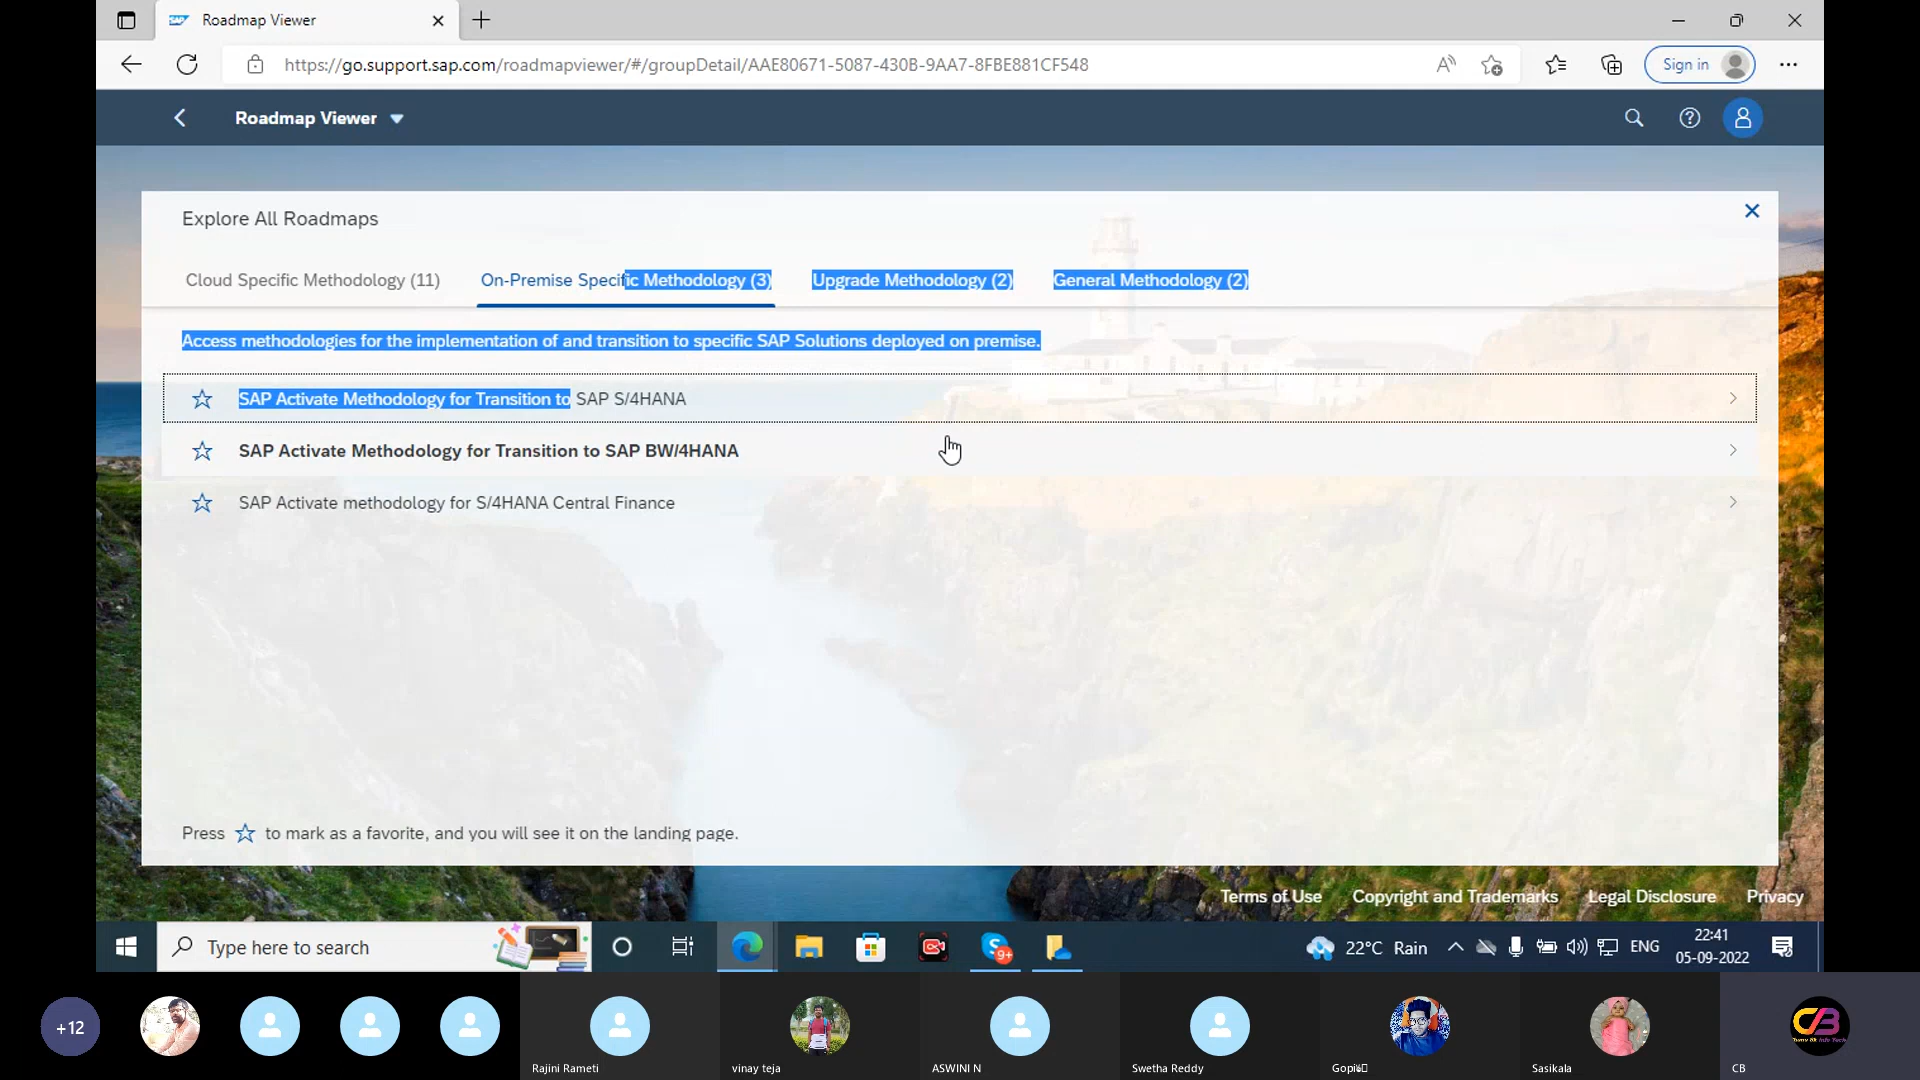 Roadmap Viewer
https://go.support.sap.com/roadmapviewer/#/groupDetail/AAE80671-5087-430B-9AA7-8FBE881CF548
Sign in
Roadmap Viewer
Explore All Roadmaps
Cloud Specific Methodology (11) On-Premise Specific Methodology (3) Upgrade Methodology (2) General Methodology (2)
Access methodologies for the implementation of and transition to specific SAP Solutions deployed on premise.
SAP Activate Methodology for Transition to SAP S/4HANA
SAP Activate Methodology for Transition to SAP BW/4HANA
SAP Activate methodology for S/4HANA Central Finance
Press to mark as a favorite, and you will see it on the landing page.
Terms of Use Copyright and Trademarks Legal Disclosure Privacy
Type here to search
9+
22°C Rain
ENG
22:41
05-09-2022
+12
Rajini Rameti
vinay teja
ASWINI N
Swetha Reddy
Sasikala
CB